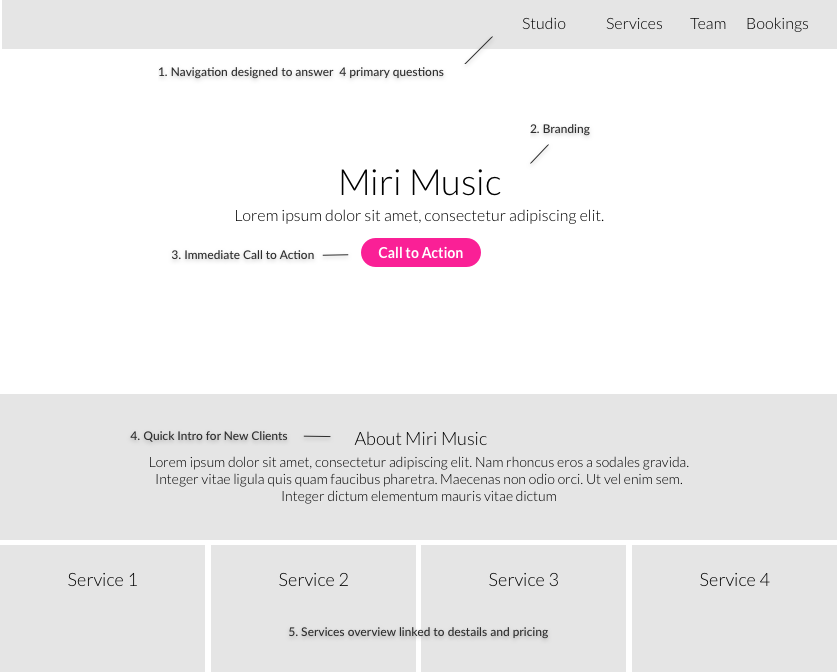 Studio Services Team Bookings
1. Navigation designed to answer 4 primary questions
2. Branding
Miri Music
Lorem ipsum dolor sit amet, consectetur adipiscing elit.
3. Immediate Call to Action
Call to Action
4. Quick Intro for New Clients
About Miri Music
Lorem ipsum dolor sit amet, consectetur adipiscing elit. Nam rhoncus eros a sodales gravida.
Integer vitae ligula quis quam faucibus pharetra. Maecenas non odio orci. Ut vel enim sem.
Integer dictum elementum mauris vitae dictum
Service 1 Service 2 Service 3 Service 4
5. Services overview linked to destails and pricing